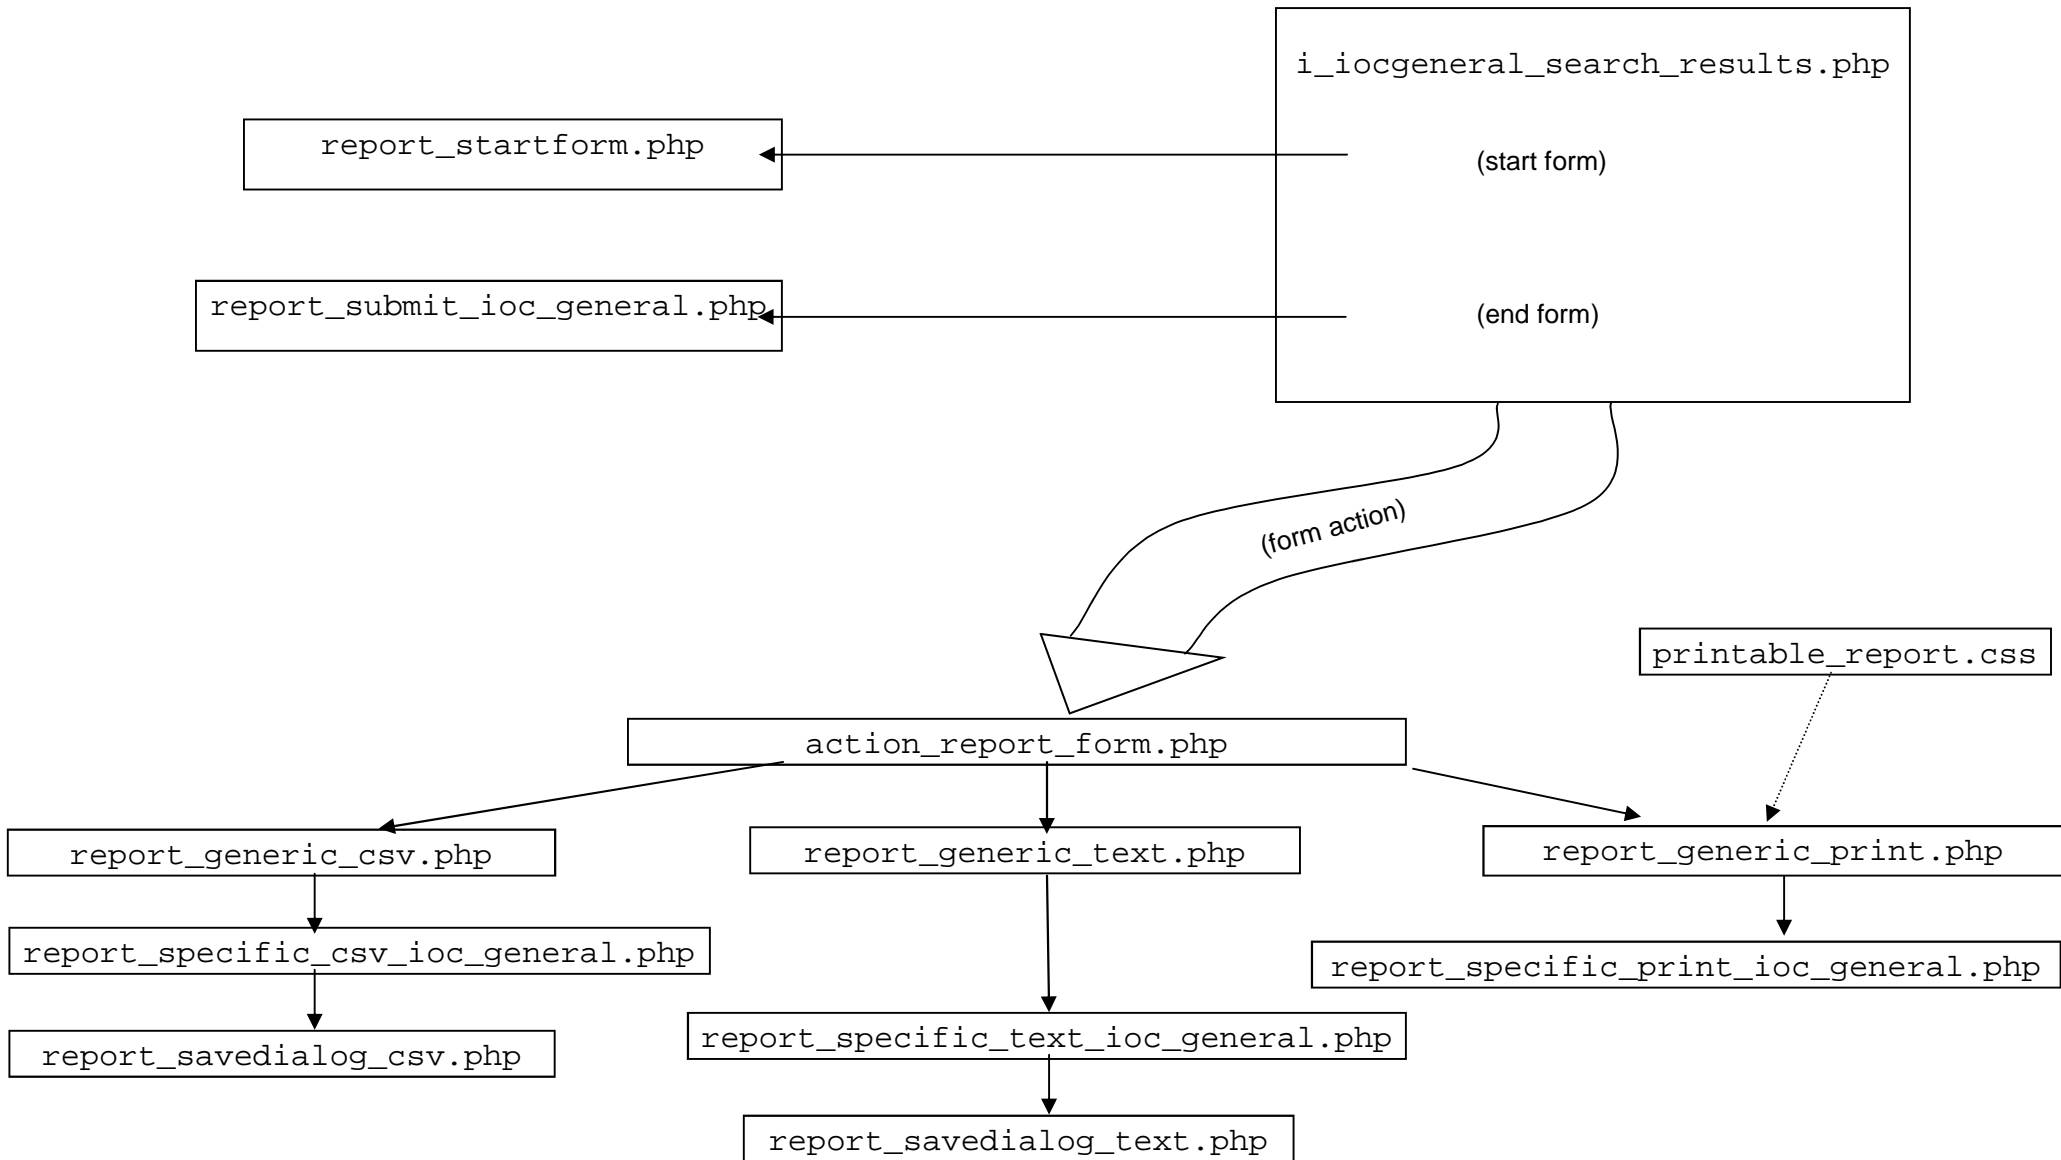 i_iocgeneral_search_results.php
report_startform.php
(start form)
report_submit_ioc_general.php
(end form)
(form action)
printable_report.css
action_report_form.php
report_generic_csv.php
report_generic_text.php
report_generic_print.php
report_specific_csv_ioc_general.php
report_specific_print_ioc_general.php
report_savedialog_csv.php
report_specific_text_ioc_general.php
report_savedialog_text.php